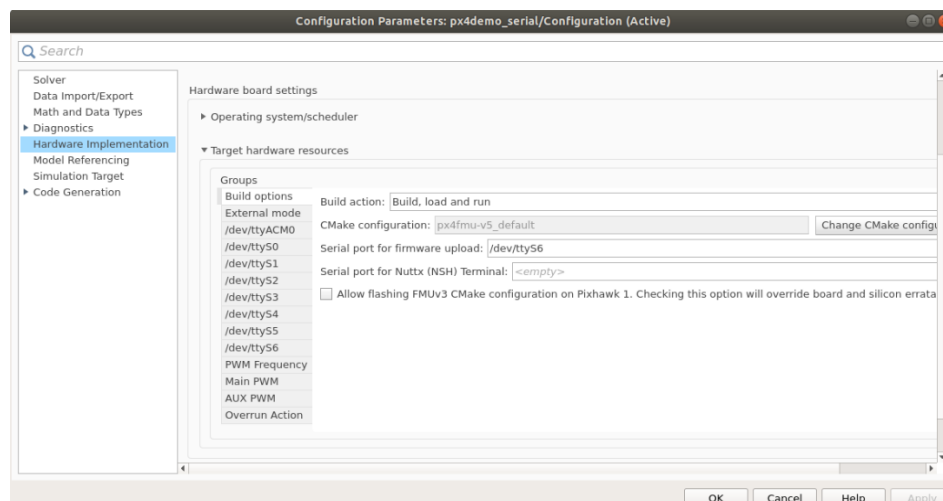 Configuration Parameters: px4demo_serial/Configuration (Active)
Search
Solver
Data Import/Export
Math and Data Types
Diagnostics
Hardware Implementation
Model Referencing
Simulation Target
Code Generation
Hardware board settings
Operating system/scheduler
Target hardware resources
Groups
Build options
External mode
/dev/ttyACM0
/dev/ttyS0
/dev/ttyS1
/dev/ttyS2
/dev/ttyS3
/dev/ttyS4
/dev/ttyS5
/dev/ttyS6
PWM Frequency
Main PWM
AUX PWM
Overrun Action
Build action: Build, load and run
CMake configuration: px4fmu-v5_default Change CMake configu
Serial port for firmware upload: /dev/ttyS6
Serial port for Nuttx (NSH) Terminal: <empty>
Allow flashing FMUv3 CMake configuration on Pixhawk 1. Checking this option will override board and silicon errata
OK Cancel Help Apply